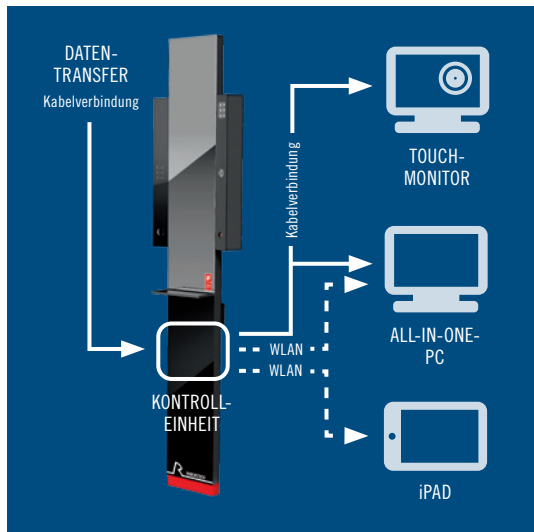 DATEN-
TRANSFER
Kabelverbindung
Kabelverbindung
TOUCH-
MONITOR
ALL-IN-ONE-
PC
WLAN
WLAN
KONTROLL-
EINHEIT
iPAD